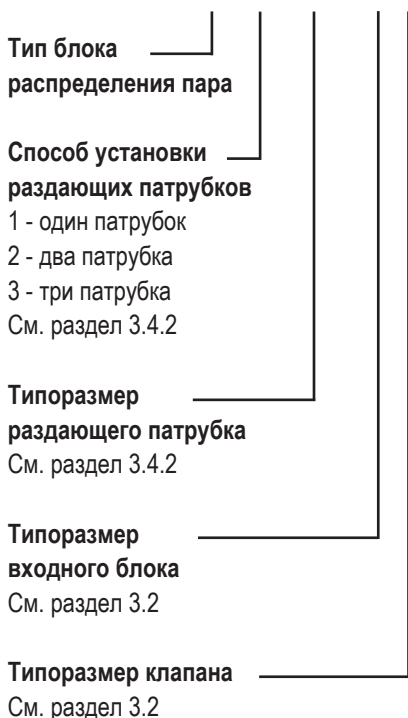 Тип блока
распределения пара
Способ установки
раздающих патрубков
1 - один патрубок
2 - два патрубка
3 - три патрубка
См. раздел 3.4.2
Типоразмер
раздающего патрубка
См. раздел 3.4.2
Типоразмер
входного блока
См. раздел 3.2
Типоразмер клапана
См. раздел 3.2